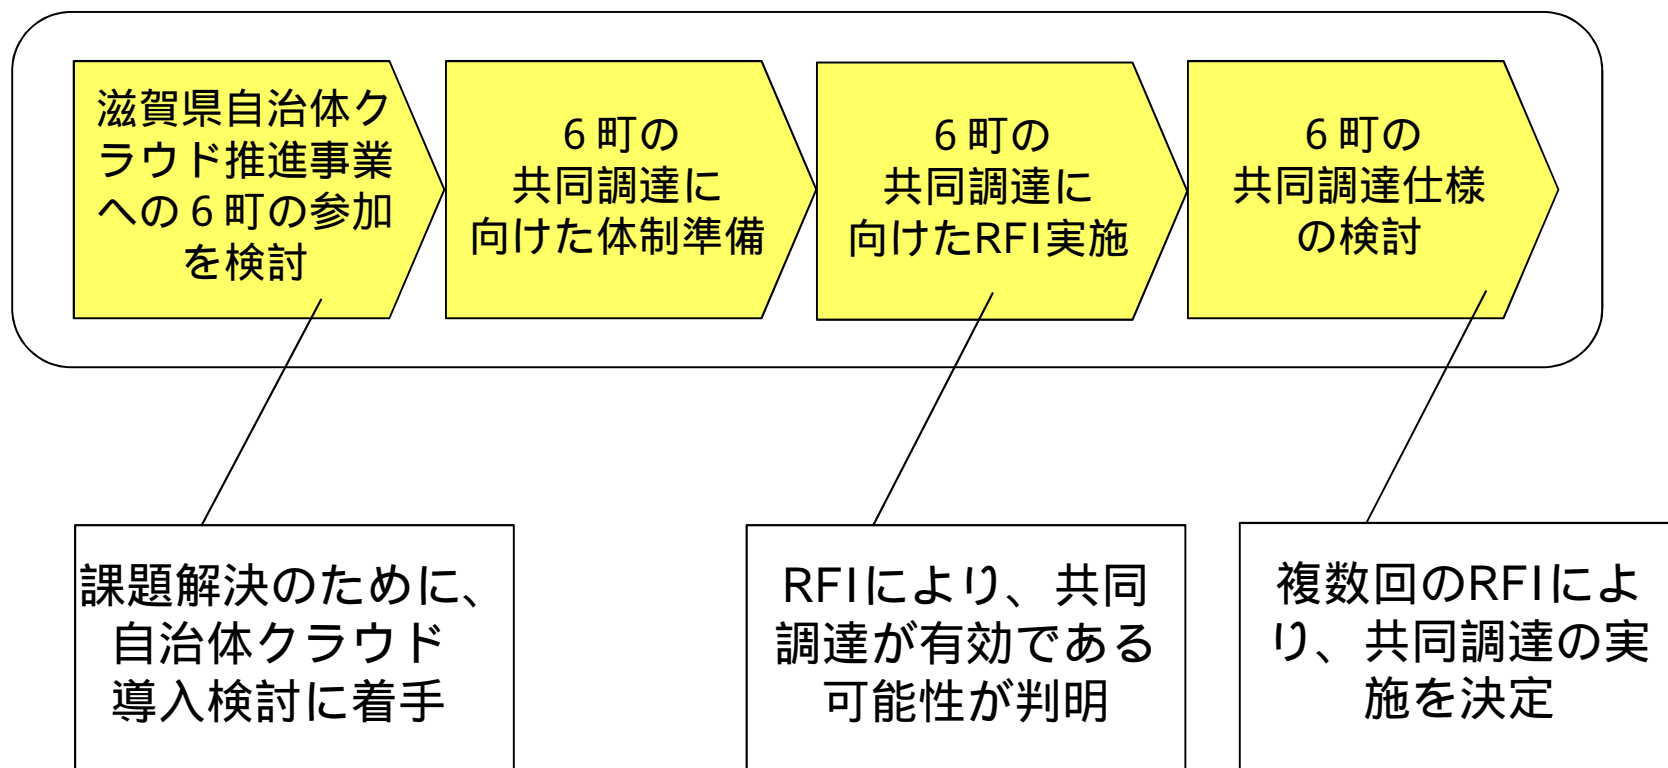 滋賀県自治体ク
ラウド推進事業
への６町の参加
を検討
６町の
共同調達に
向けた体制準備
６町の
共同調達に
向けたRFI実施
６町の
共同調達仕様
の検討
課題解決のために、
自治体クラウド
導入検討に着手
RFIにより、共同
調達が有効である
可能性が判明
複数回のRFIによ
り、共同調達の実
施を決定